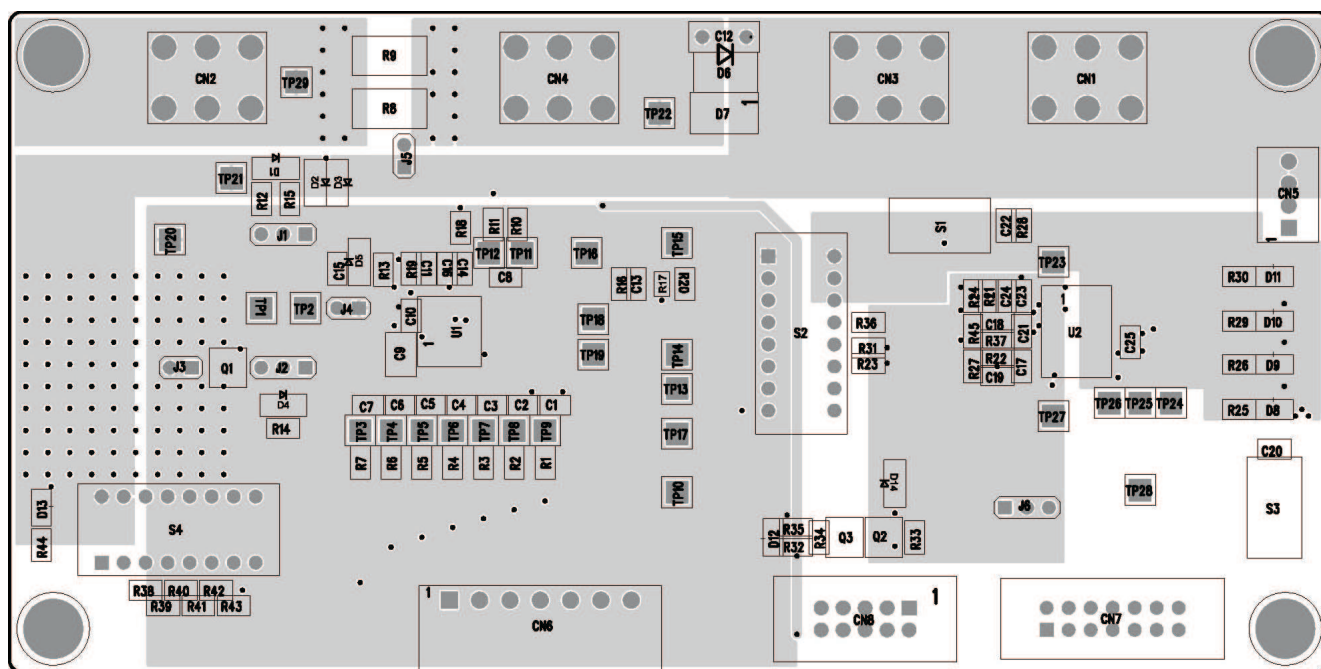 CN2
TP29
R9
R8
J5
CN4
TP22
C12
D6
D7
1
CN3
CN1
CN5
1
TP21
D1
D2
D3
R12
R15
J1
TP20
TP1
TP2
C15
D5
J4
R13
R19
C11
C16
C14
R18
R11
R10
TP12
TP11
C8
TP16
R16
C13
R17
R20
TP15
C10
C9
U1
1
TP18
TP19
TP14
TP13
TP17
TP10
J3
Q1
J2
D4
R14
C7
C6
C5
C4
C3
C2
C1
TP3
TP4
TP5
TP6
TP7
TP8
TP9
R7
R6
R5
R4
R3
R2
R1
S2
S1
C22
R28
TP23
R36
R31
R23
R24
R21
C24
C23
R45
C18
R37
C21
R27
R22
C19
C17
1
U2
C25
TP26
TP25
TP24
TP27
R30
D11
R29
D10
R26
D9
R25
D8
C20
S3
TP28
J6
D14
D13
R44
S4
R38
R40
R42
R39
R41
R43
1
CN6
D12
R35
R32
R34
Q3
Q2
R33
CN8
1
CN7